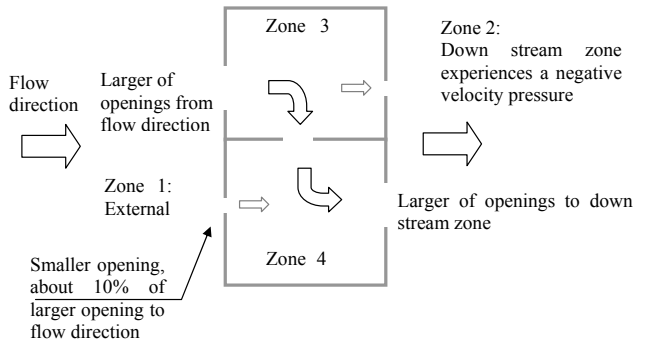 Zone 3
Zone 2:
Down stream zone
experiences a negative
velocity pressure
Flow
direction
Larger of
openings from
flow direction
Zone 1:
External
Larger of openings to down
stream zone
Smaller opening,
about 10% of
larger opening to
flow direction
Zone 4